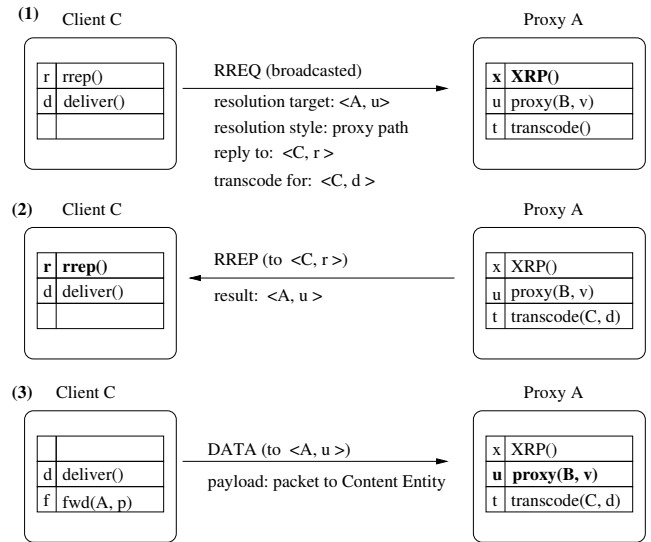 (1) Client C Proxy A
r rrep()
d deliver()
RREQ (broadcasted)
resolution target: <A, u>
resolution style: proxy path
reply to: <C, r >
transcode for: <C, d >
x XRP()
u proxy(B, v)
t transcode()
(2) Client C Proxy A
r rrep()
d deliver()
RREP (to <C, r >)
result: <A, u >
x XRP()
u proxy(B, v)
t transcode(C, d)
(3) Client C Proxy A
d deliver()
f fwd(A, p)
DATA (to <A, u >)
payload: packet to Content Entity
x XRP()
u proxy(B, v)
t transcode(C, d)